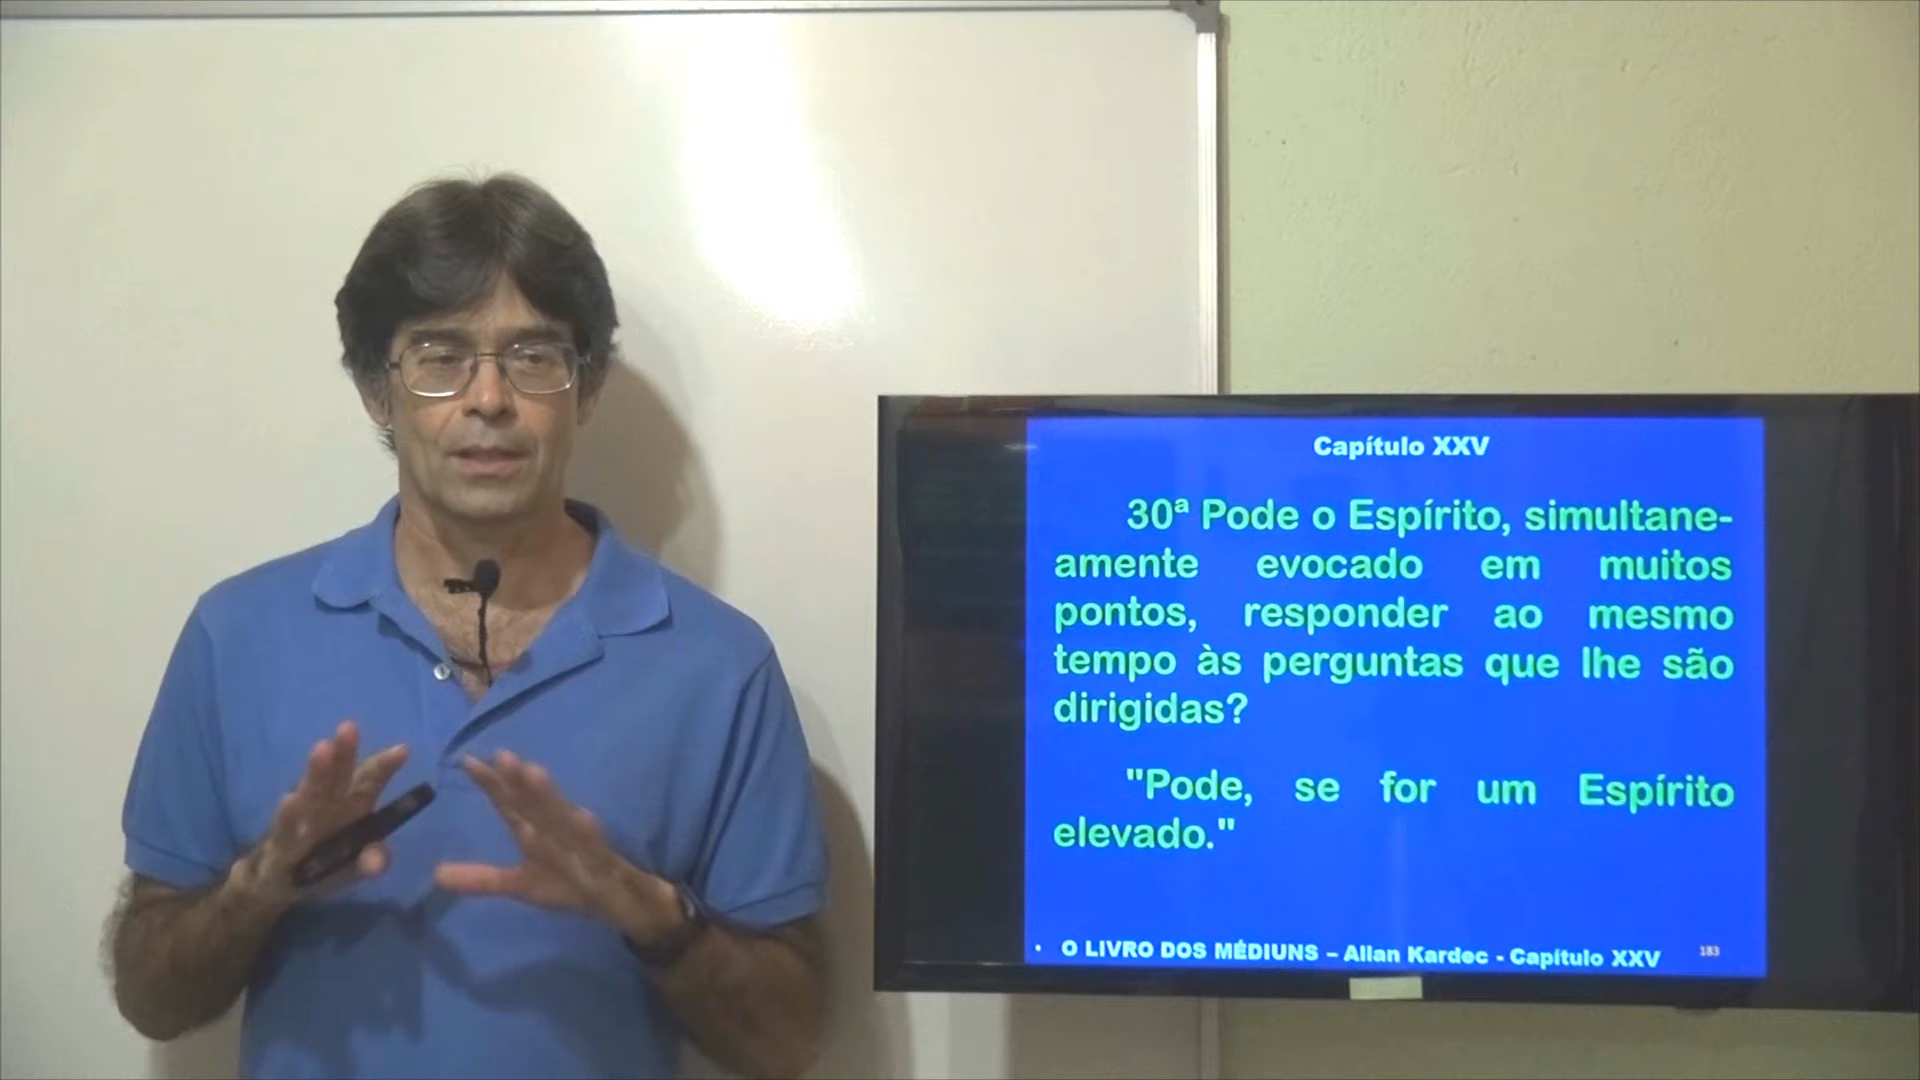 Capítulo XXV
30ª Pode o Espírito, simultane-
amente evocado em muitos
pontos, responder ao mesmo
tempo às perguntas que lhe são
dirigidas?
"Pode, se for um Espírito
elevado."
• O LIVRO DOS MÉDIUNS – Allan Kardec - Capítulo XXV
183